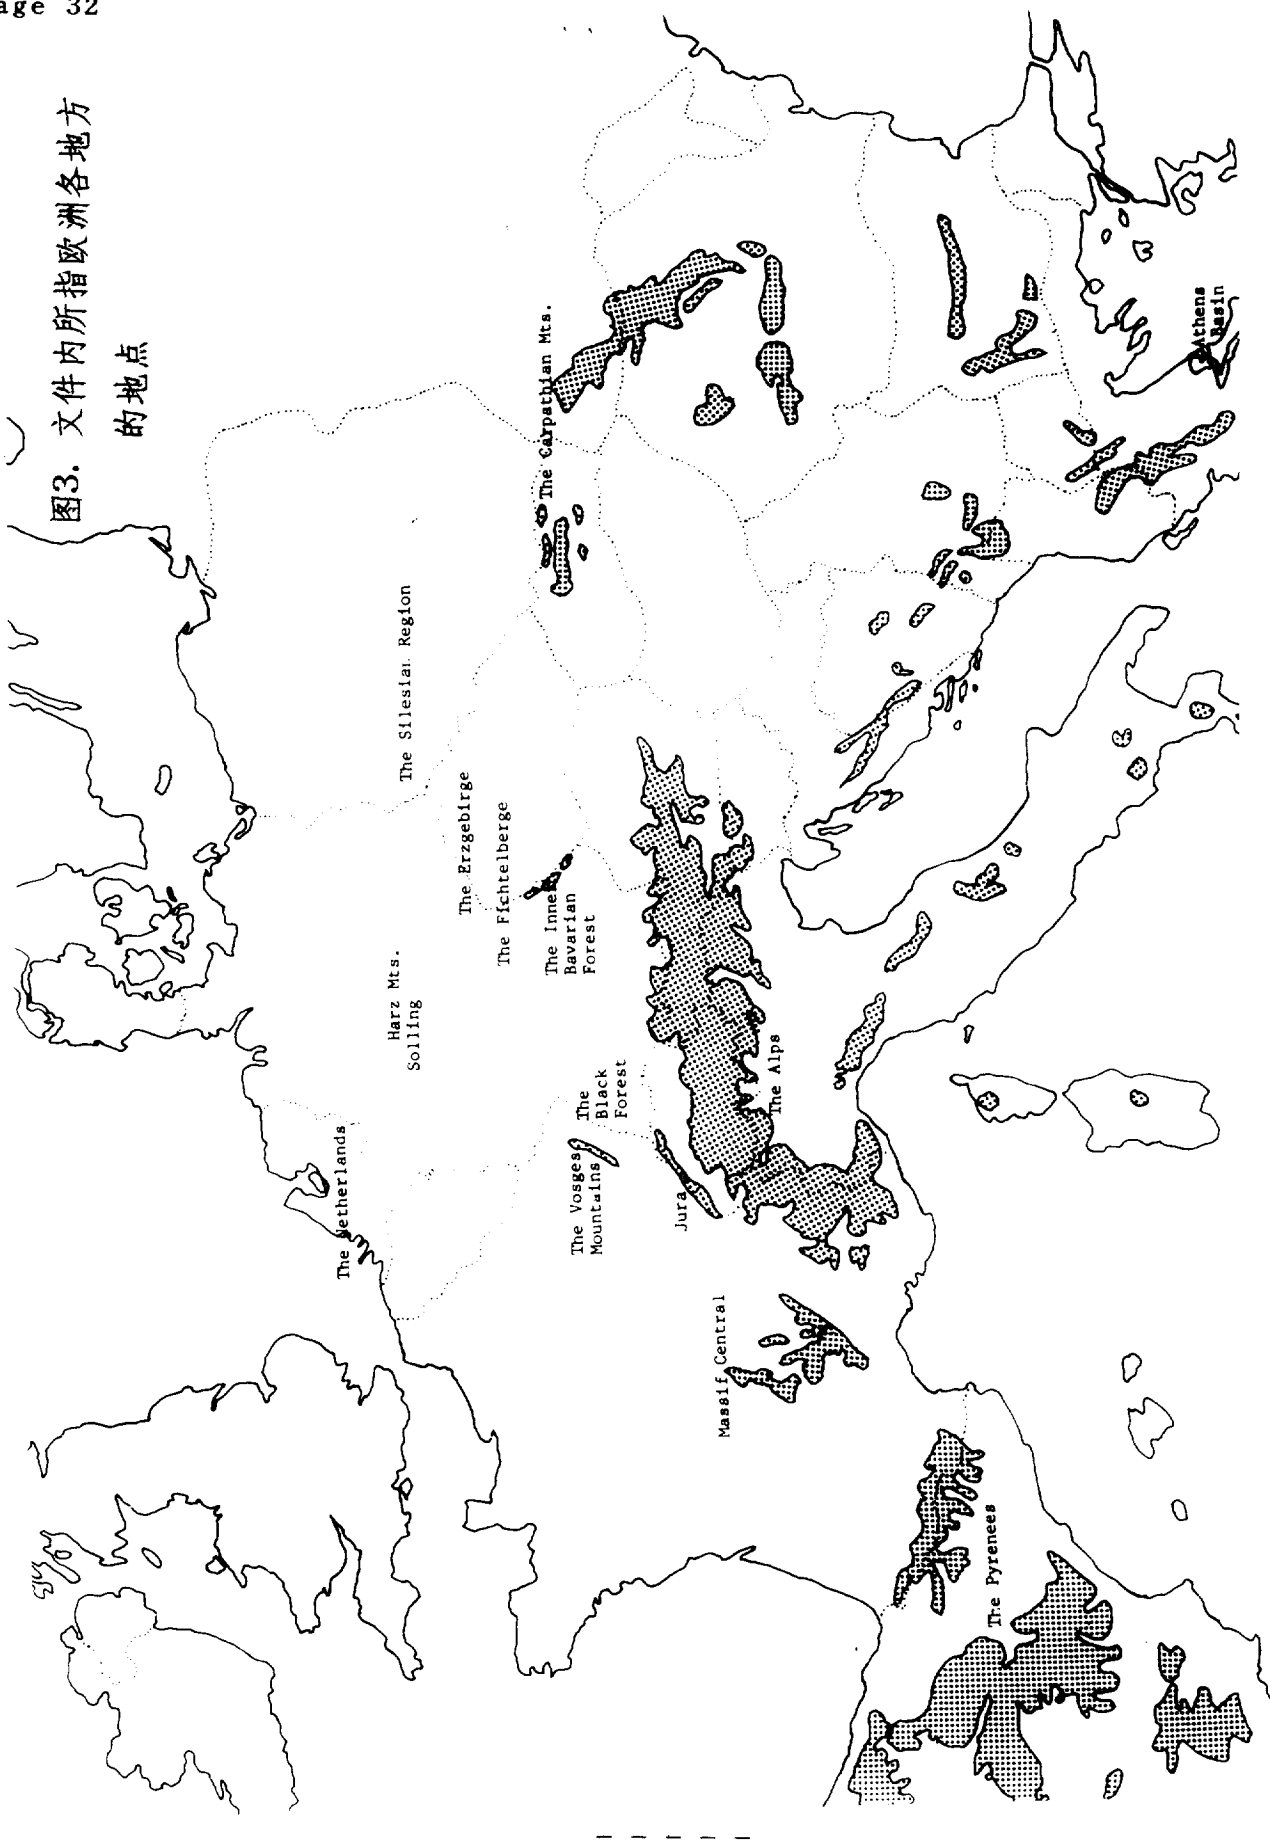 age 32
图3. 文件内所指欧洲各地方
的地点
The Netherlands
Harz Mts.
Solling
The Silesian Region
The Erzgebirge
The Fichtelberge
The Inner
Bavarian
Forest
The Carpathian Mts.
The Vosges
Mountains
The
Black
Forest
Jura
The Alps
Massif Central
The Pyrenees
Athens
Basin